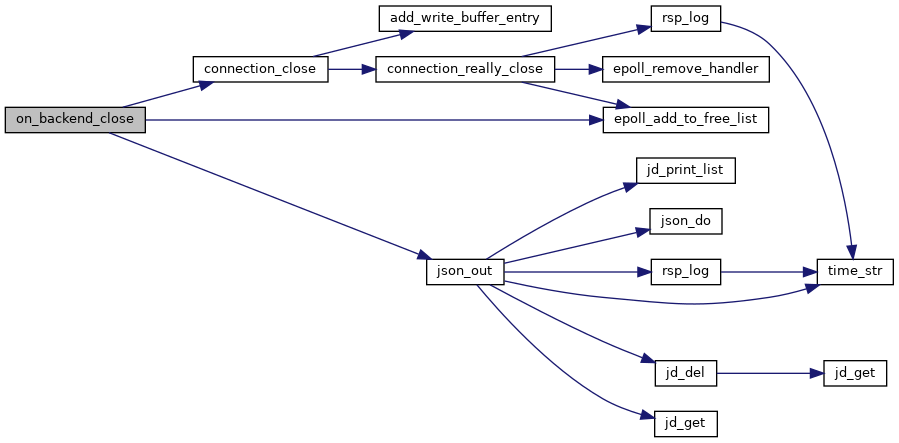 add_write_buffer_entry
rsp_log
connection_close
connection_really_close
epoll_remove_handler
on_backend_close
epoll_add_to_free_list
jd_print_list
json_do
json_out
rsp_log
time_str
jd_del
jd_get
jd_get